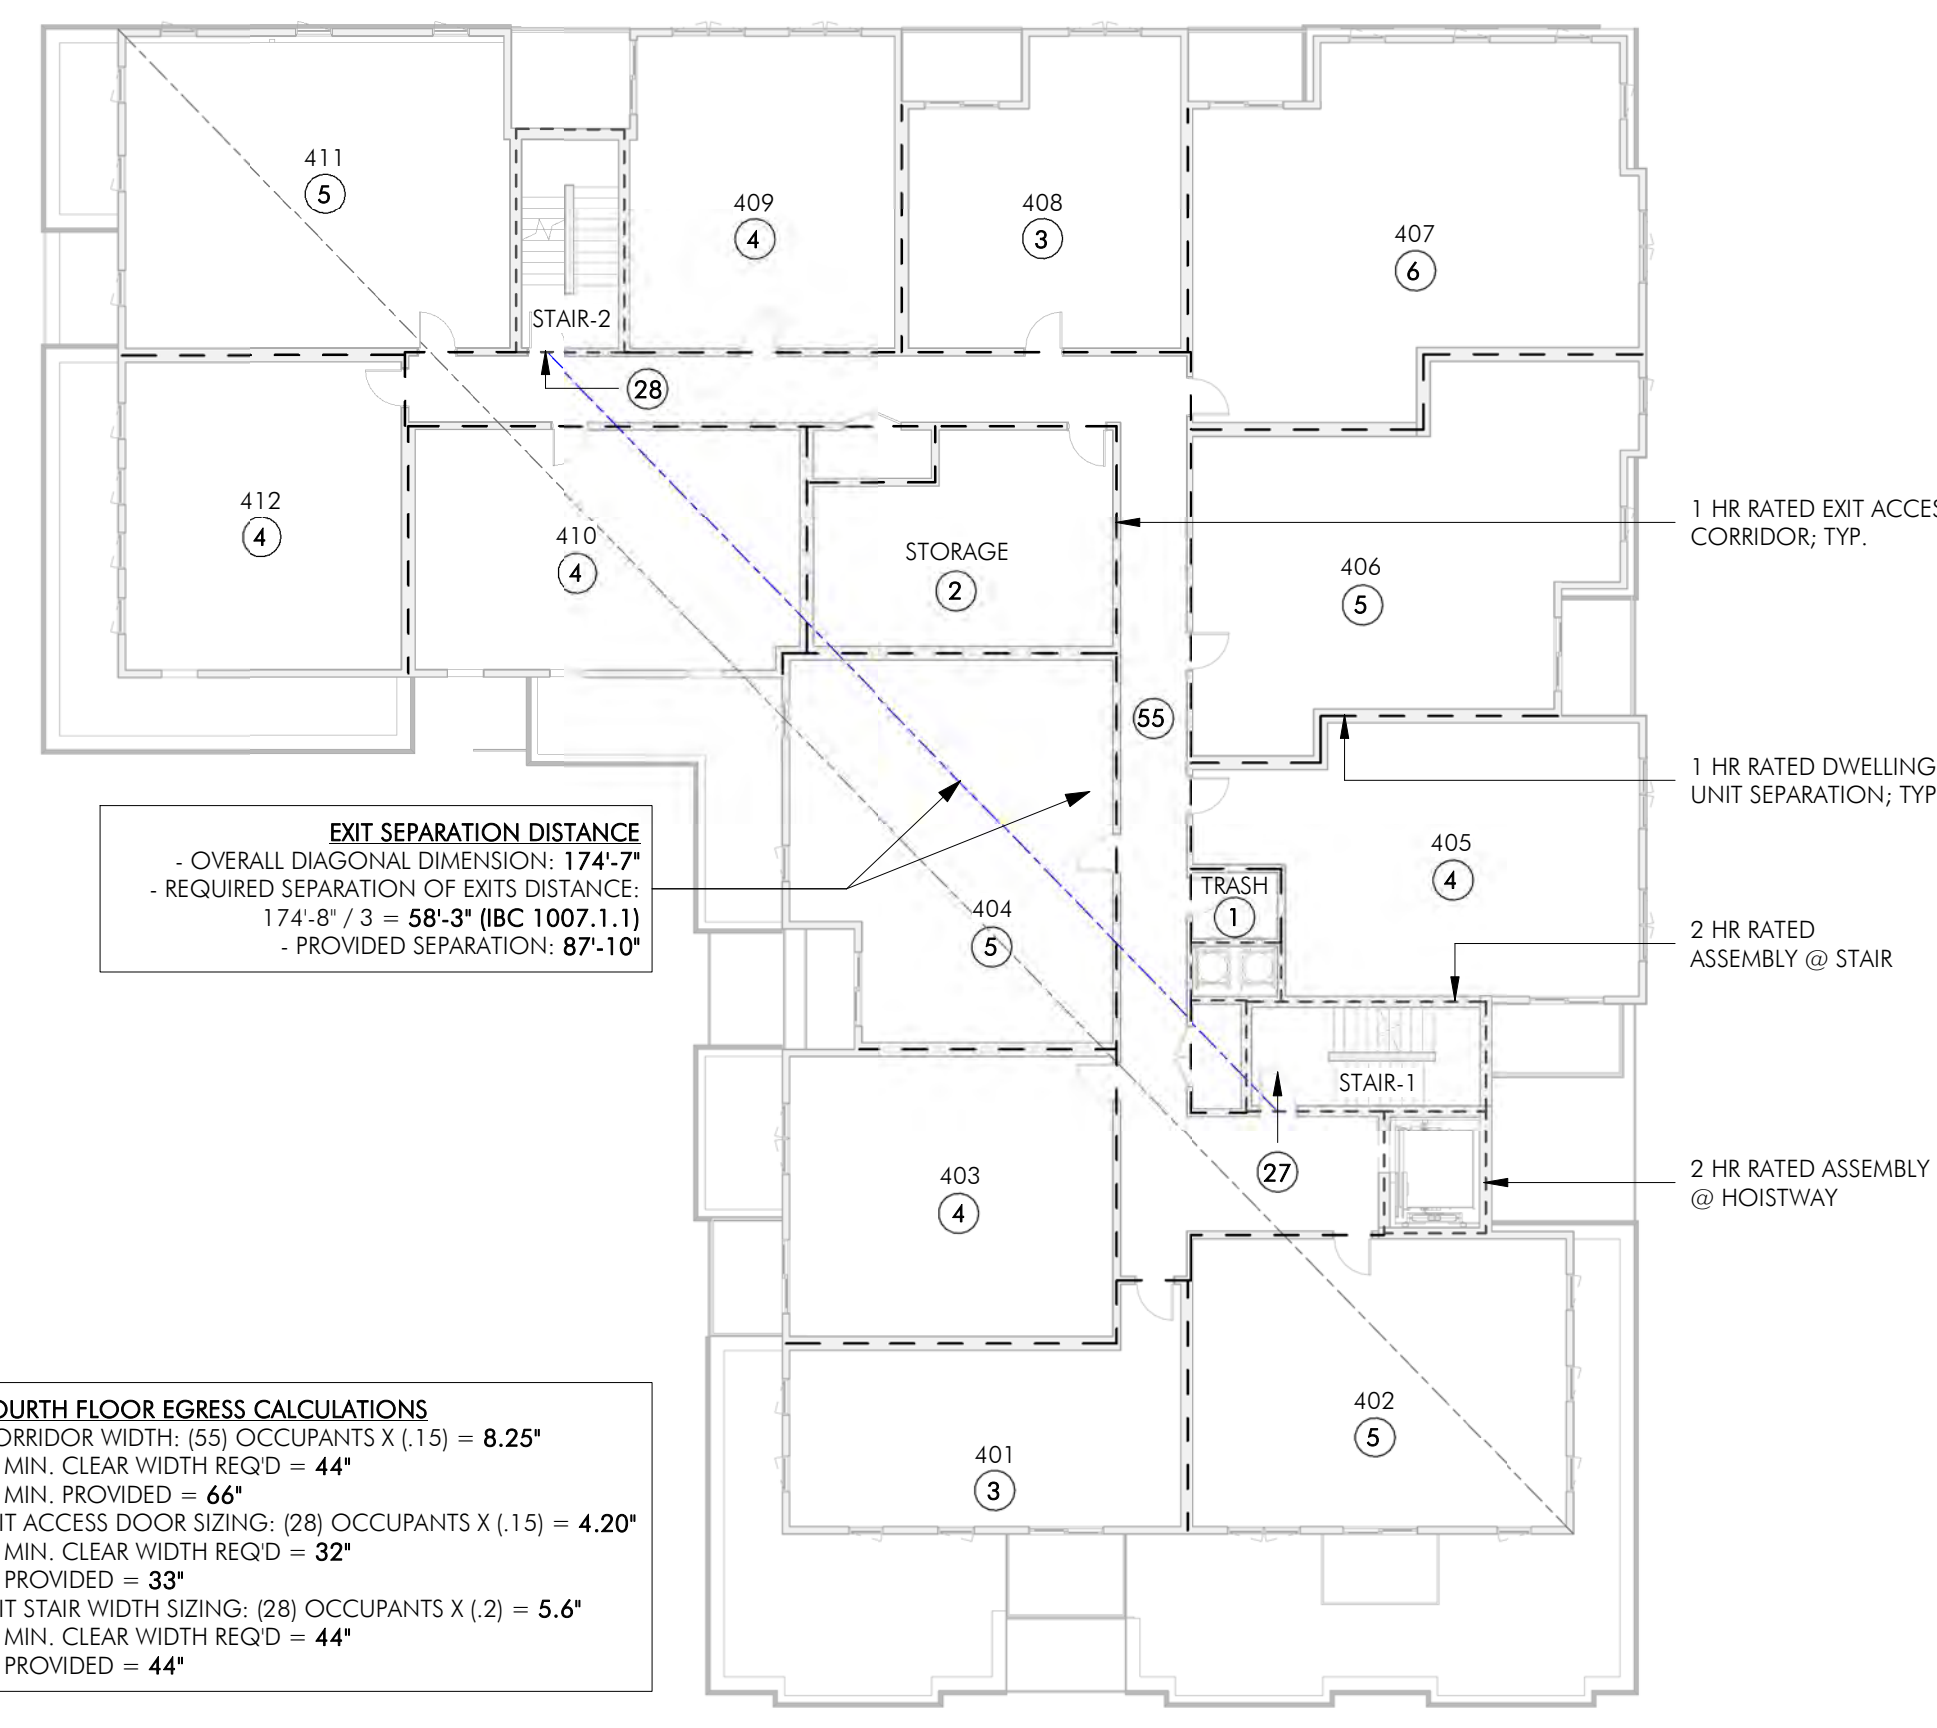 411
5
409
4
408
3
407
6
STAIR-2
28
412
4
410
4
STORAGE
2
406
5
1 HR RATED EXIT ACCES
CORRIDOR; TYP.
55
1 HR RATED DWELLING
UNIT SEPARATION; TYP
EXIT SEPARATION DISTANCE
- OVERALL DIAGONAL DIMENSION: 174'-7"
- REQUIRED SEPARATION OF EXITS DISTANCE:
174'-8" / 3 = 58'-3" (IBC 1007.1.1)
- PROVIDED SEPARATION: 87'-10"
405
4
TRASH
1
404
5
2 HR RATED
ASSEMBLY @ STAIR
STAIR-1
403
4
27
2 HR RATED ASSEMBLY
@ HOISTWAY
402
5
401
3
OURTH FLOOR EGRESS CALCULATIONS
ORRIDOR WIDTH: (55) OCCUPANTS X (.15) = 8.25"
MIN. CLEAR WIDTH REQ'D = 44"
MIN. PROVIDED = 66"
IT ACCESS DOOR SIZING: (28) OCCUPANTS X (.15) = 4.20"
MIN. CLEAR WIDTH REQ'D = 32"
PROVIDED = 33"
IT STAIR WIDTH SIZING: (28) OCCUPANTS X (.2) = 5.6"
MIN. CLEAR WIDTH REQ'D = 44"
PROVIDED = 44"